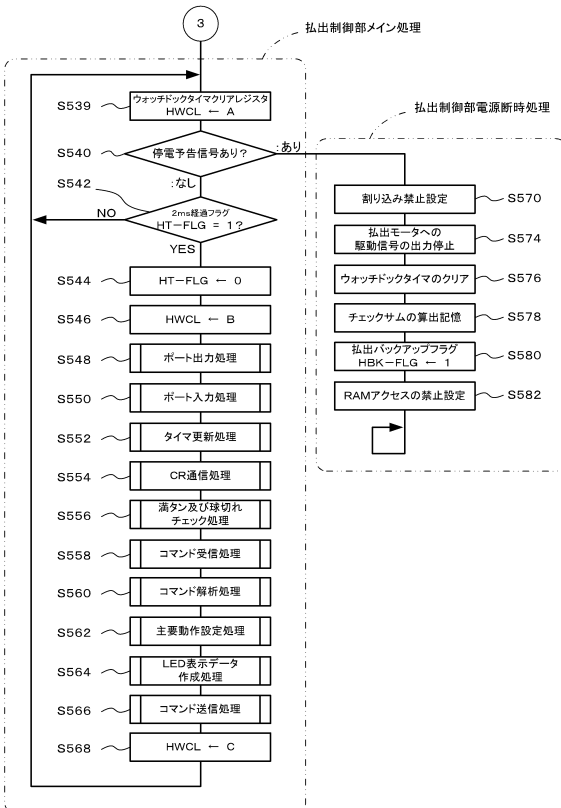 3
払出制御部メイン処理
S539
ウォッチドックタイマクリアレジスタ
HWCL ← A
払出制御部電源断時処理
S540
停電予告信号あり?
:あり
:なし
S542
2ms経過フラグ
HT-FLG = 1?
NO
YES
S544
HT-FLG ← 0
S546
HWCL ← B
S548
ポート出力処理
S550
ポート入力処理
S552
タイマ更新処理
S554
CR通信処理
S556
満タン及び球切れ
チェック処理
S558
コマンド受信処理
S560
コマンド解析処理
S562
主要動作設定処理
S564
LED表示データ
作成処理
S566
コマンド送信処理
S568
HWCL ← C
割り込み禁止設定
S570
払出モータへの
駆動信号の出力停止
S574
ウォッチドックタイマのクリア
S576
チェックサムの算出記憶
S578
払出バックアップフラグ
HBK-FLG ← 1
S580
RAMアクセスの禁止設定
S582